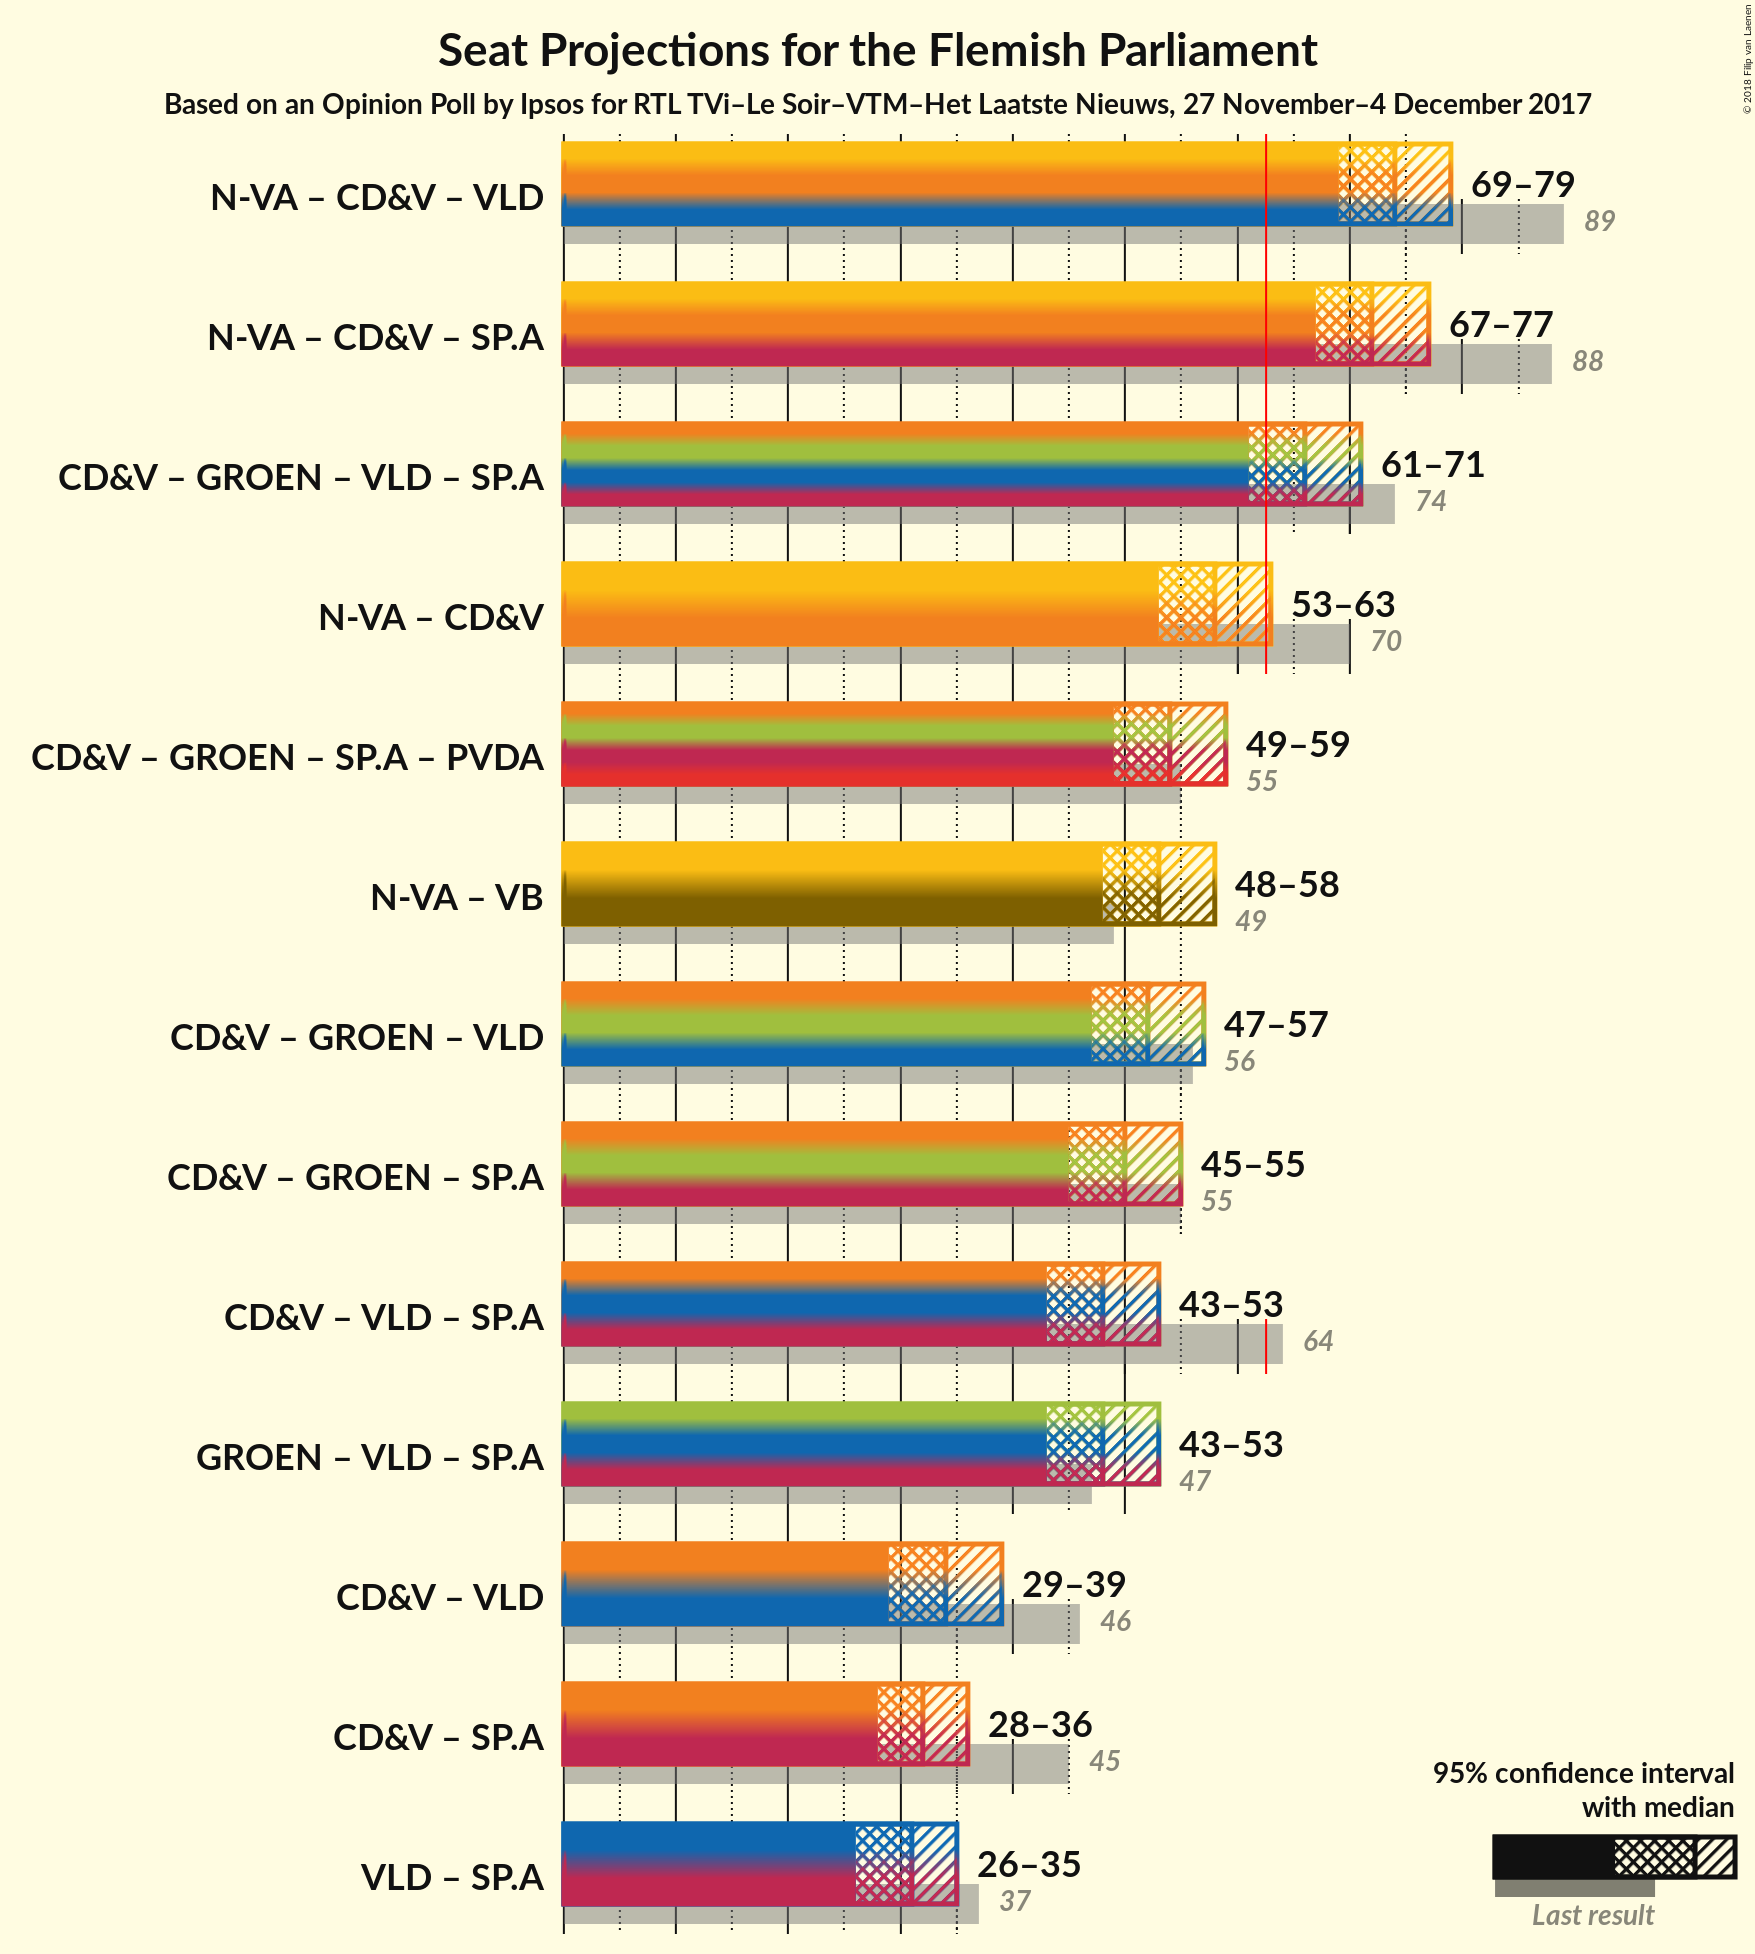 Seat Projections for the Flemish Parliament
Based on an Opinion Poll by Ipsos for RTL TVi–Le Soir–VTM–Het Laatste Nieuws, 27 November–4 December 2017
© 2018 Filip van Laenen
N-VA – CD&V – VLD
69–79
89
N-VA – CD&V – SP.A
67–77
88
CD&V – GROEN – VLD – SP.A
61–71
74
N-VA – CD&V
53–63
70
CD&V – GROEN – SP.A – PVDA
49–59
55
N-VA – VB
48–58
49
CD&V – GROEN – VLD
47–57
56
CD&V – GROEN – SP.A
45–55
55
CD&V – VLD – SP.A
43–53
64
GROEN – VLD – SP.A
43–53
47
CD&V – VLD
29–39
46
CD&V – SP.A
28–36
45
VLD – SP.A
26–35
37
95% confidence interval
with median
Last result